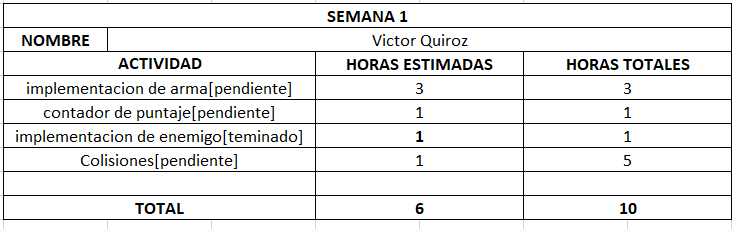 SEMANA 1
NOMBRE Victor Quiroz
ACTIVIDAD HORAS ESTIMADAS HORAS TOTALES
implementacion de arma[pendiente] 3 3
contador de puntaje[pendiente] 1 1
implementacion de enemigo[teminado] 1 1
Colisiones[pendiente] 1 5
TOTAL 6 10